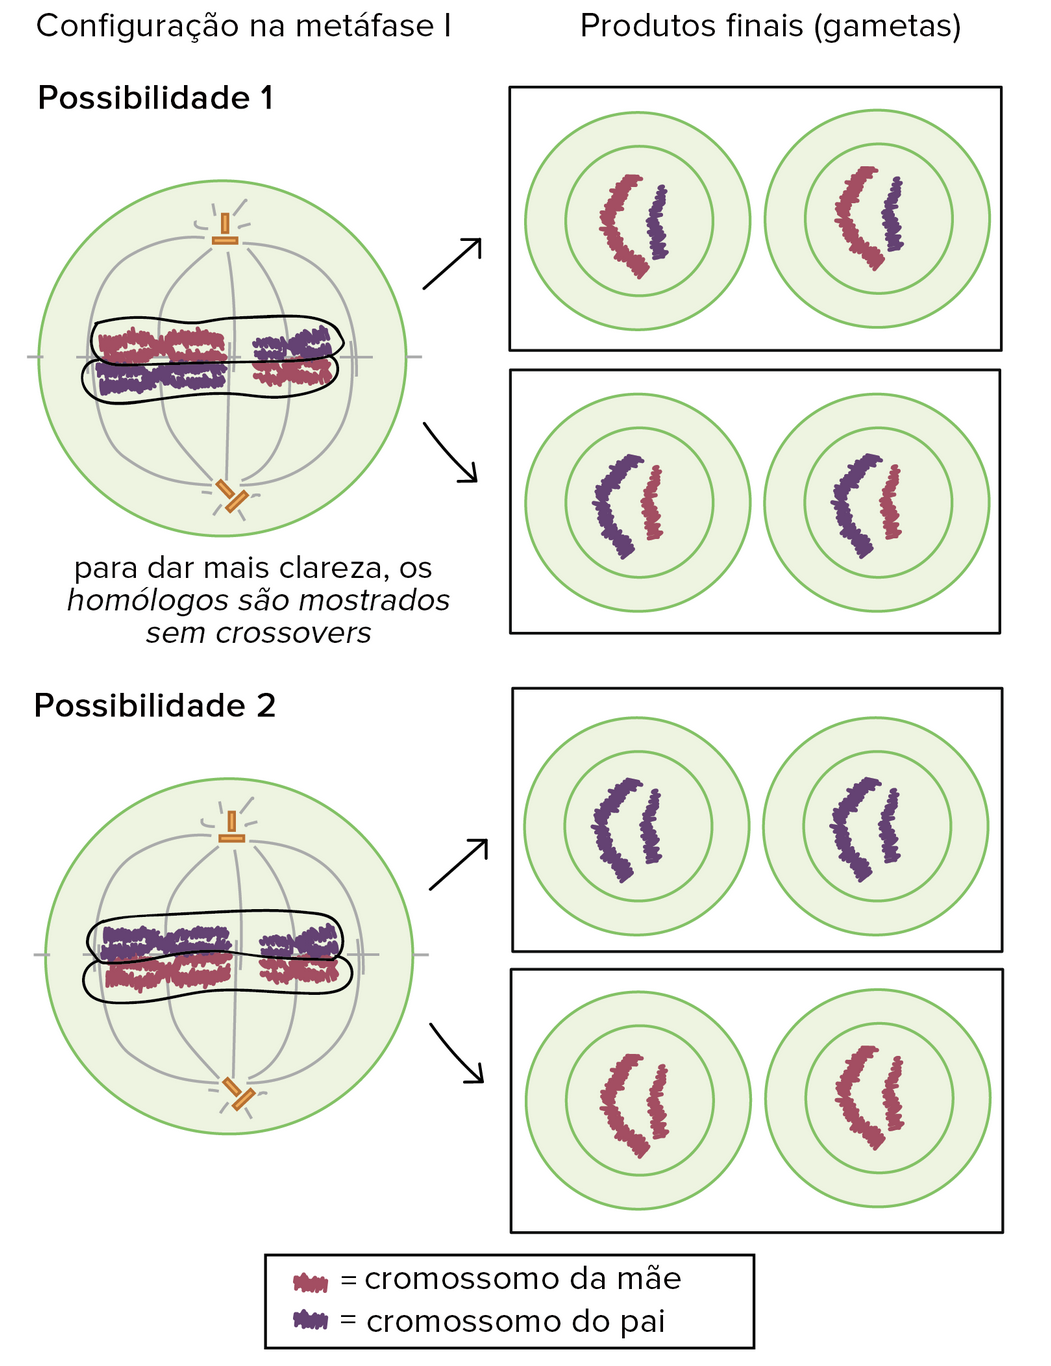 Configuração na metáfase I
Produtos finais (gametas)
Possibilidade 1
para dar mais clareza, os
homólogos são mostrados
sem crossovers
Possibilidade 2
= cromossomo da mãe
= cromossomo do pai